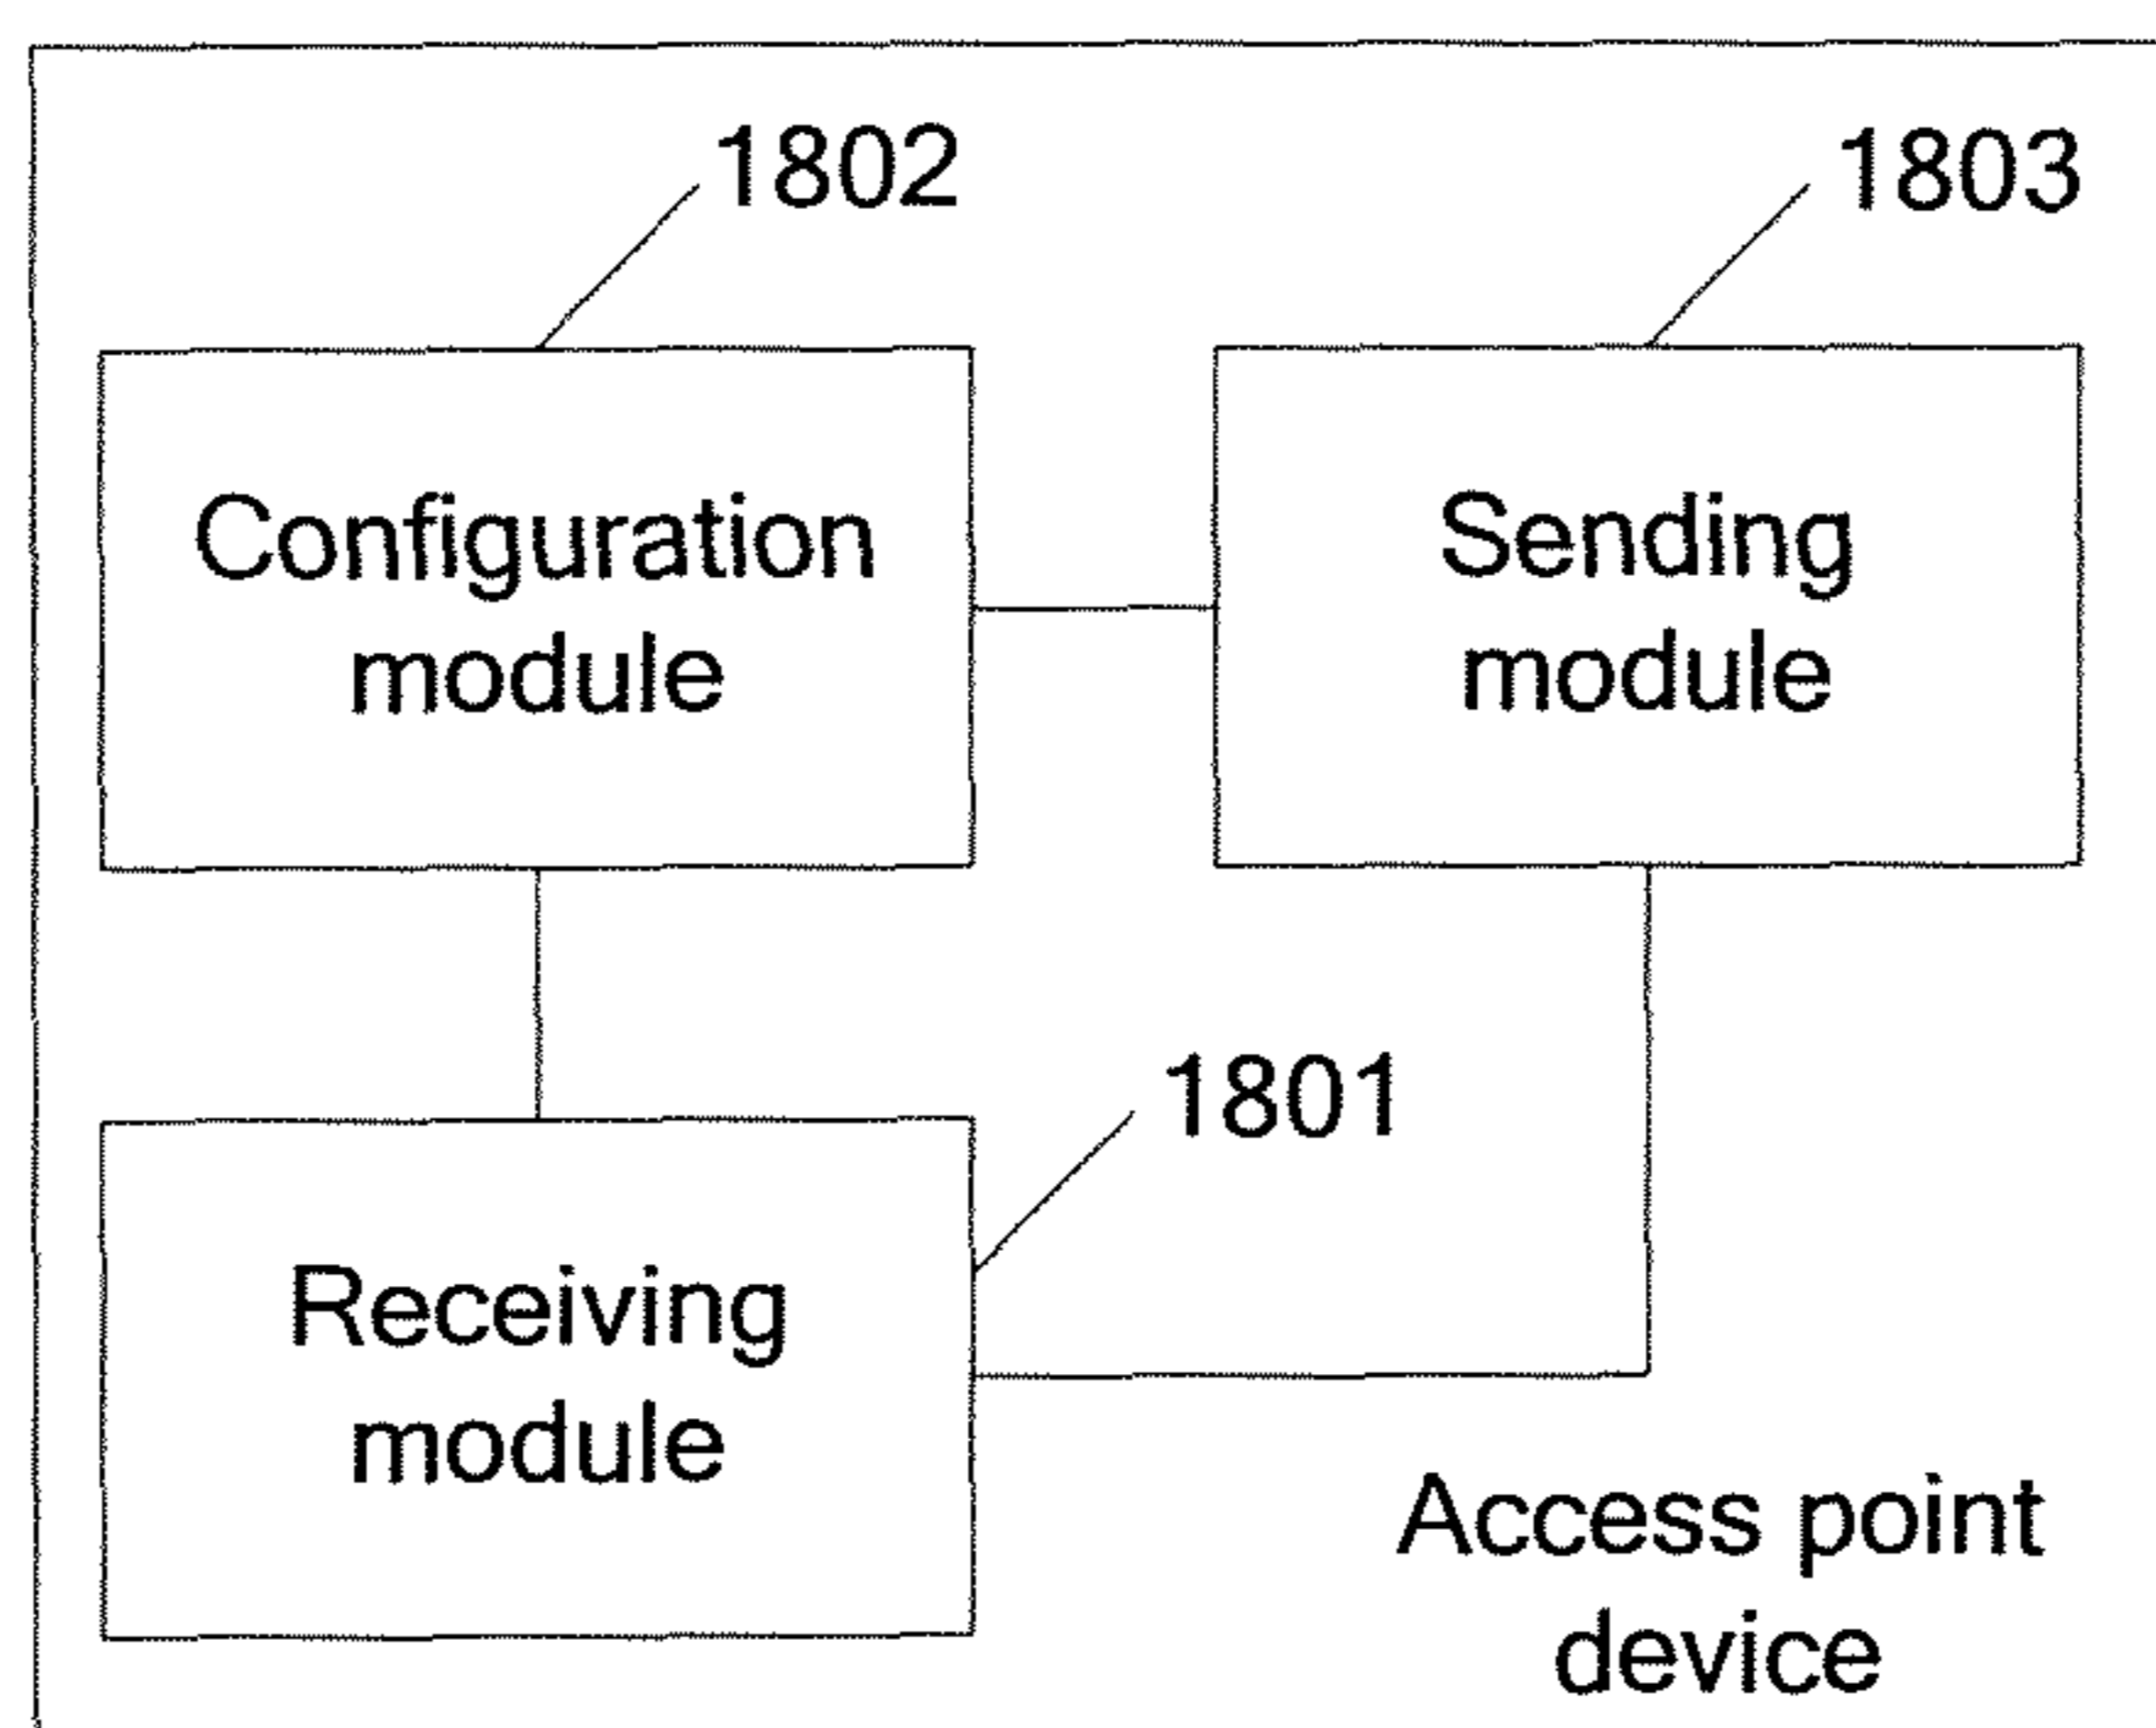 1802
1803
Configuration
module
Sending
module
1801
Receiving
module
Access point
device